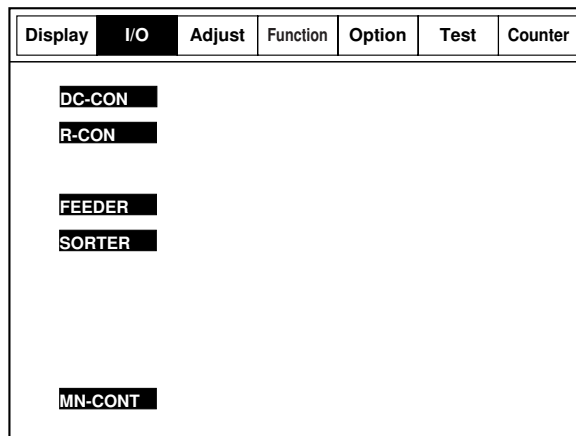 Display I/O Adjust Function Option Test Counter
DC-CON
R-CON
FEEDER
SORTER
MN-CONT